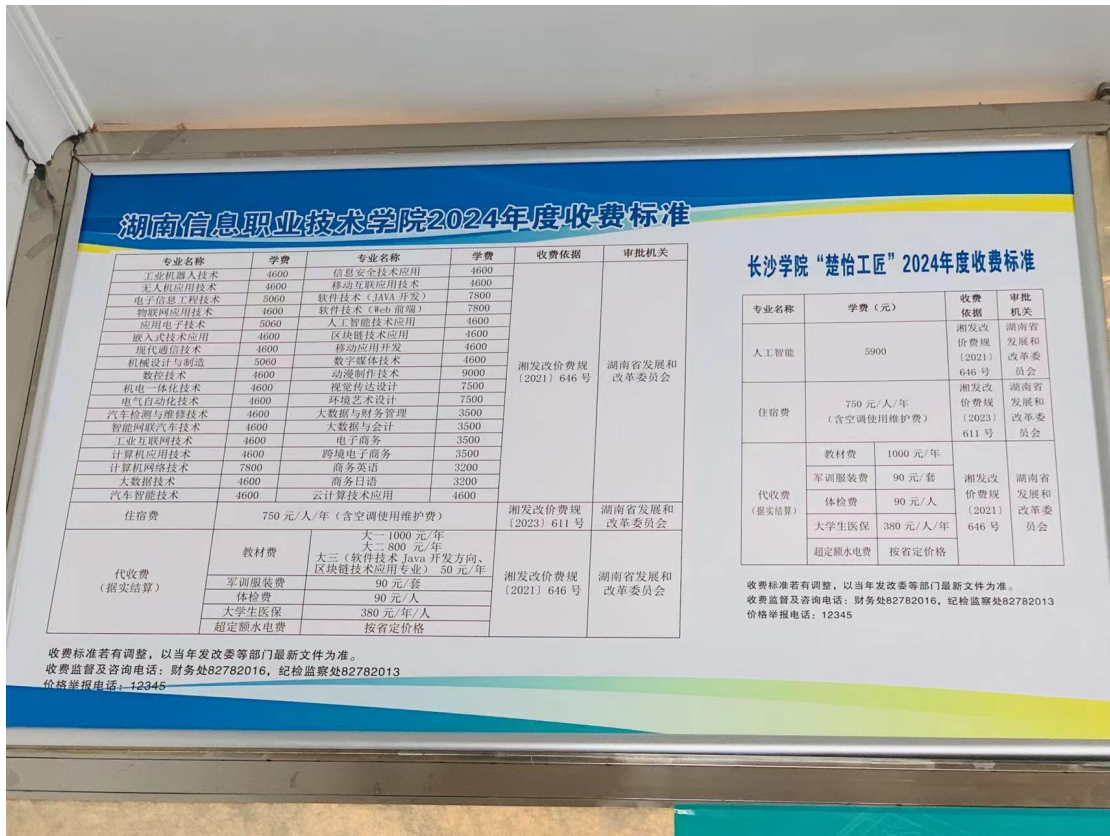 湖南信息职业技术学院2024年度收费标准
专业名称 学费 专业名称 学费 收费依据 审批机关
工业机器人技术 4600 信息安全技术应用 4600
无人机应用技术 4600 移动互联应用技术 4600
电子信息工程技术 5060 软件技术（JAVA 开发） 7800
物联网应用技术 4600 软件技术（Web 前端） 7800
应用电子技术 5060 人工智能技术应用 4600
嵌入式技术应用 4600 区块链技术应用 4600
现代通信技术 4600 移动应用开发 4600
机械设计与制造 5060 数字媒体技术 4600
数控技术 4600 动漫制作技术 9000
机电一体化技术 4600 视觉传达设计 7500
电气自动化技术 4600 环境艺术设计 7500
汽车检测与维修技术 4600 大数据与财务管理 3500
智能网联汽车技术 4600 大数据与会计 3500
工业互联网技术 4600 电子商务 3500
计算机应用技术 4600 跨境电子商务 3500
计算机网络技术 7800 商务英语 3200
大数据技术 4600 商务日语 3200
汽车智能技术 4600 云计算技术应用 4600
湘发改价费规
〔2021〕646 号
湖南省发展和
改革委员会
住宿费 750 元/人/年（含空调使用维护费）
湘发改价费规
〔2023〕611 号
湖南省发展和
改革委员会
代收费
（据实结算）
教材费
大一 1000 元/年
大二 800 元/年
大三（软件技术 Java 开发方向、
区块链技术应用专业） 50 元/年
军训服装费 90 元/套
体检费 90 元/人
大学生医保 380 元/年/人
超定额水电费 按省定价格
湘发改价费规
〔2021〕646 号
湖南省发展和
改革委员会
收费标准若有调整，以当年发改委等部门最新文件为准。
收费监督及咨询电话：财务处82782016，纪检监察处82782013
价格举报电话：12345
长沙学院“楚怡工匠”2024年度收费标准
专业名称 学费（元）
收费
依据
审批
机关
人工智能 5900
湘发改
价费规
〔2021〕
646 号
湖南省
发展和
改革委
员会
住宿费
750 元/人/年
（含空调使用维护费）
湘发改
价费规
〔2023〕
611 号
湖南省
发展和
改革委
员会
代收费
（据实结算）
教材费 1000 元/年
军训服装费 90 元/套
体检费 90 元/人
大学生医保 380 元/人/年
超定额水电费 按省定价格
湘发改
价费规
〔2021〕
646 号
湖南省
发展和
改革委
员会
收费标准若有调整，以当年发改委等部门最新文件为准。
收费监督及咨询电话：财务处82782016，纪检监察处82782013
价格举报电话：12345